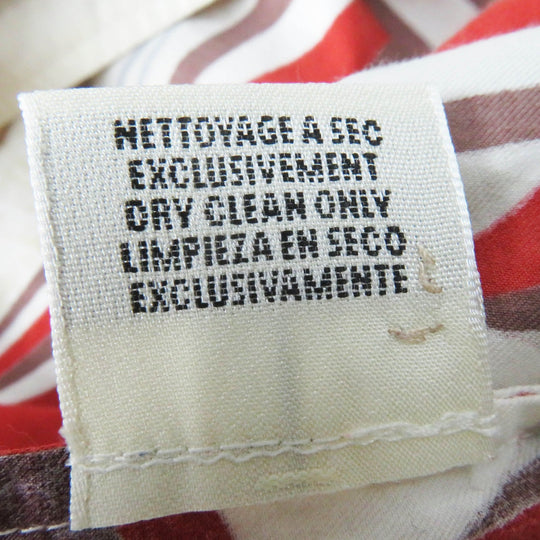 NETTOYAGE A SEC
EXCLUSIVEMENT
DRY CLEAN ONLY
LIMPIEZA EN SECO
EXCLUSIVAMENTE